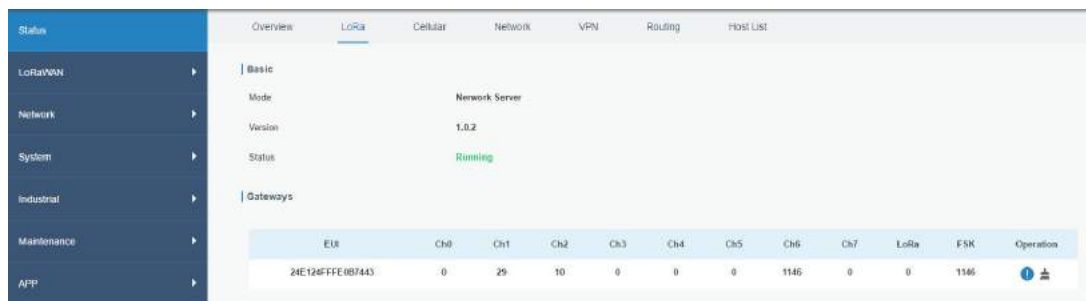 Status
Overview LoRa Cellular Network VPN Routing Host List
LoRaWAN
Basic
Mode Nerwork Server
Network
Version 1.0.2
System
Status Running
Industrial
Gateways
Maintenance
EUI Ch0 Ch1 Ch2 Ch3 Ch4 Ch5 Ch6 Ch7 LoRa FSK Operation
24E124FFFE0B7443 0 29 10 0 0 0 1146 0 0 1146
APP